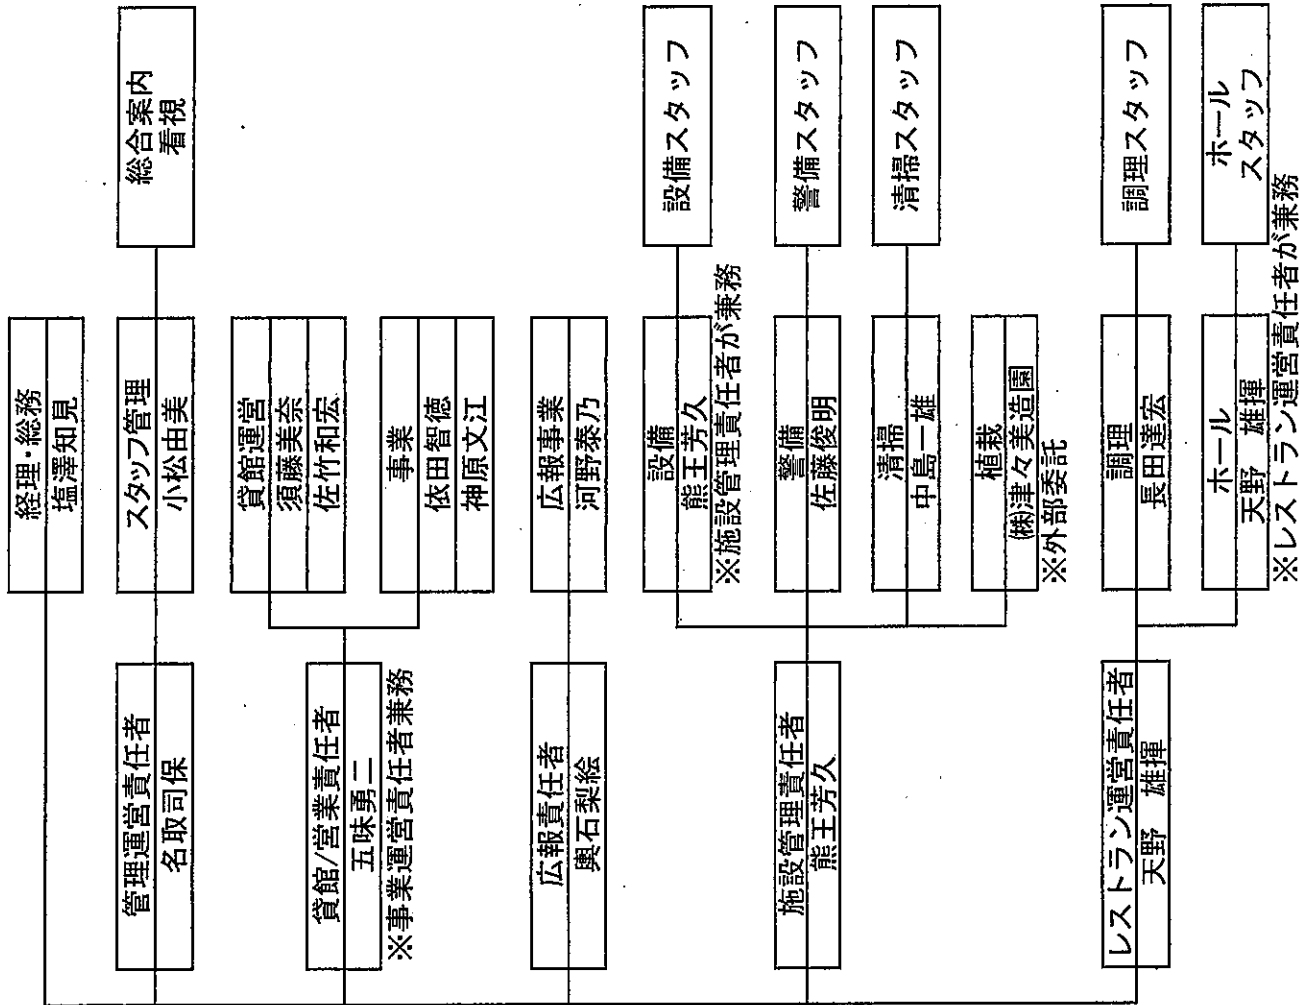 経理・総務
塩澤知見
管理運営責任者
名取司保
スタッフ管理
小松由美
総合案内
看視
貸館/営業責任者
五味勇二
※事業運営責任者兼務
貸館運営
須藤美奈
佐竹和宏
事業
依田智徳
神原文江
広報責任者
輿石梨絵
広報事業
河野泰乃
施設管理責任者
熊王芳久
設備
熊王芳久
※施設管理責任者が兼務
設備スタッフ
警備
佐藤俊明
警備スタッフ
清掃
中島一雄
清掃スタッフ
植栽
㈱津々美造園
※外部委託
レストラン運営責任者
天野 雄揮
調理
長田達宏
調理スタッフ
ホール
天野 雄揮
※レストラン運営責任者が兼務
ホール
スタッフ